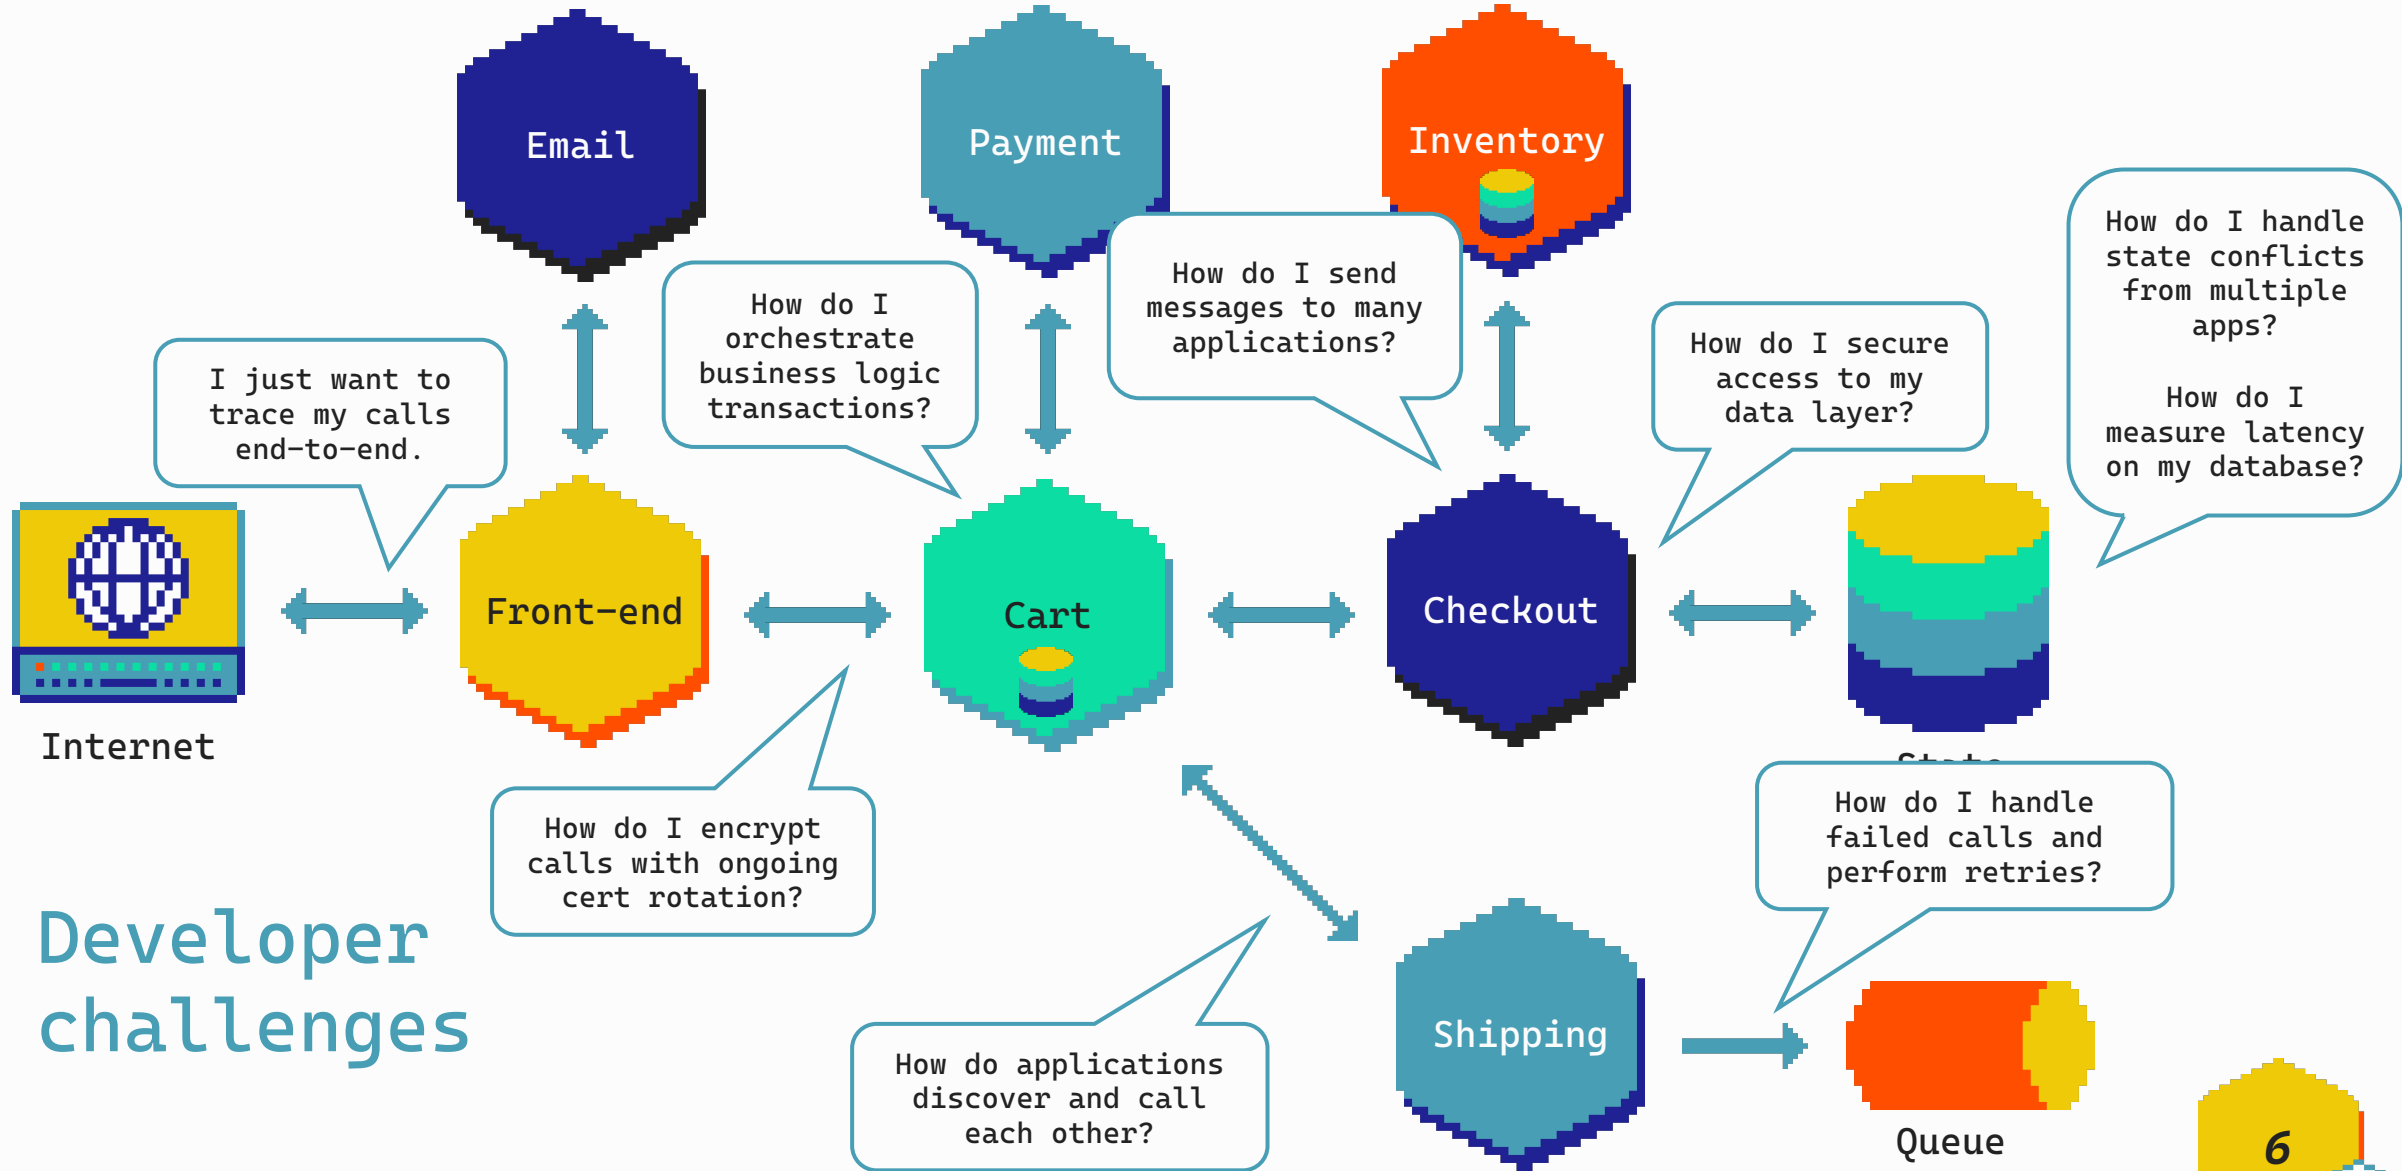 Email
Payment
Inventory
How do I handle
state conflicts
from multiple
apps?
How do I
measure latency
on my database?
How do I send
messages to many
applications?
How do I
orchestrate
business logic
transactions?
How do I secure
access to my
data layer?
I just want to
trace my calls
end-to-end.
Internet
Front-end
Cart
Checkout
How do I encrypt
calls with ongoing
cert rotation?
How do I handle
failed calls and
perform retries?
Developer
challenges
How do applications
discover and call
each other?
Shipping
Queue
6